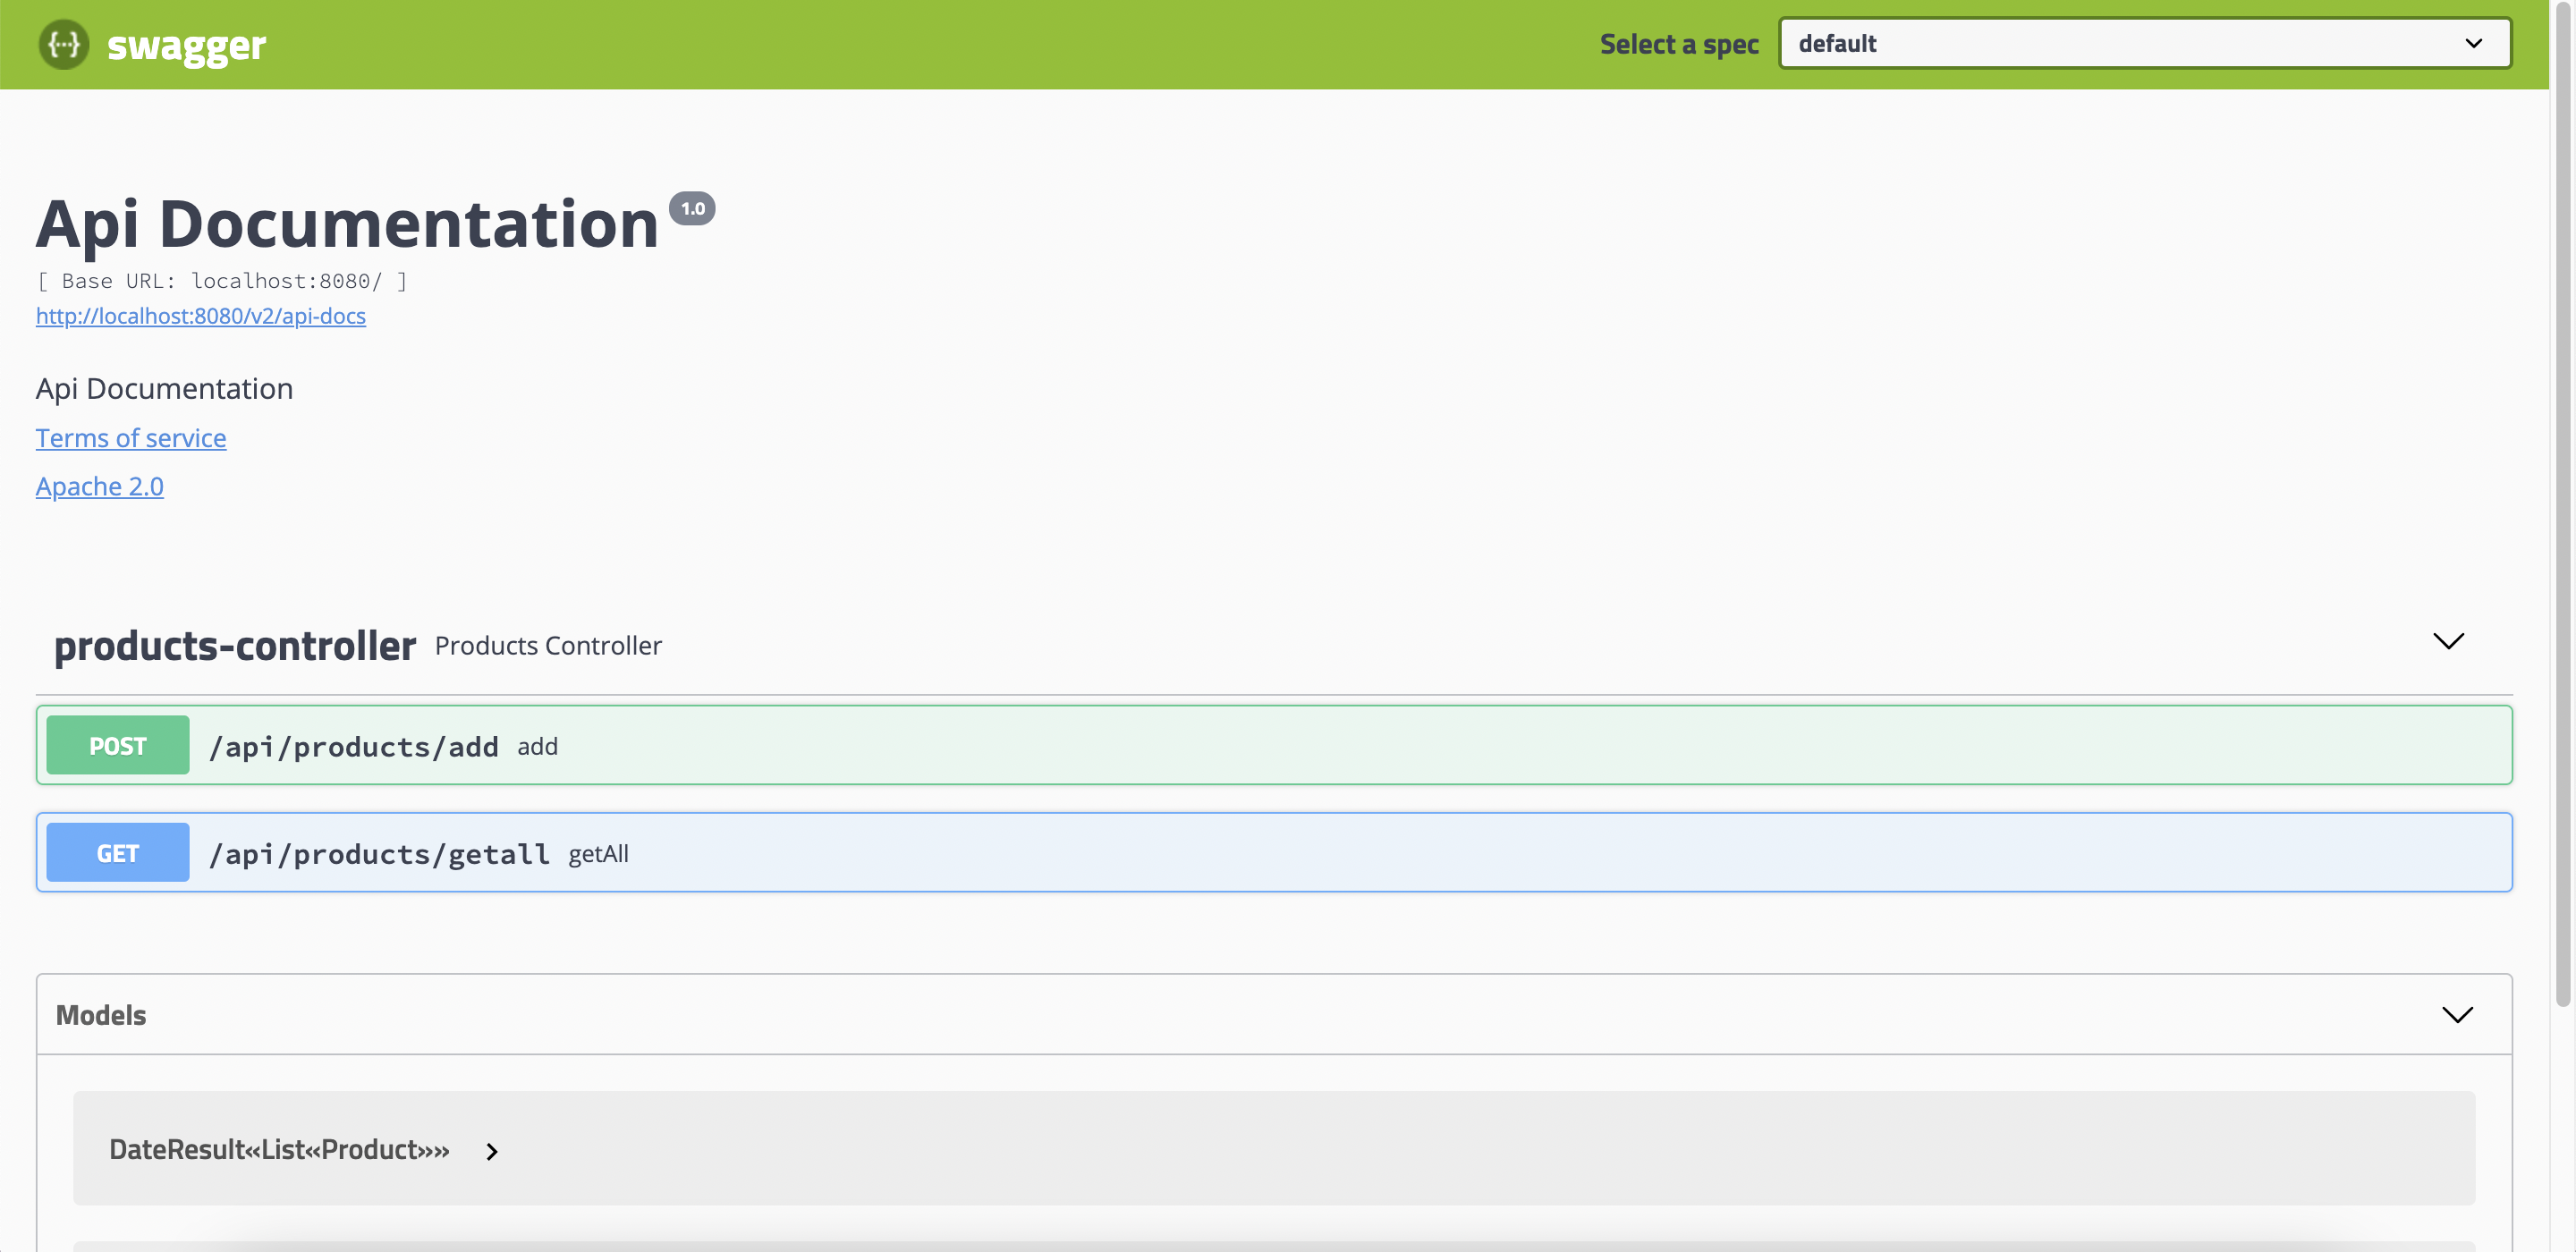 {...} swagger
Select a spec default
Api Documentation 1.0
[ Base URL: localhost:8080/ ]
http://localhost:8080/v2/api-docs
Api Documentation
Terms of service
Apache 2.0
products-controller Products Controller
POST /api/products/add add
GET /api/products/getall getAll
Models
DateResult«List«Product»»